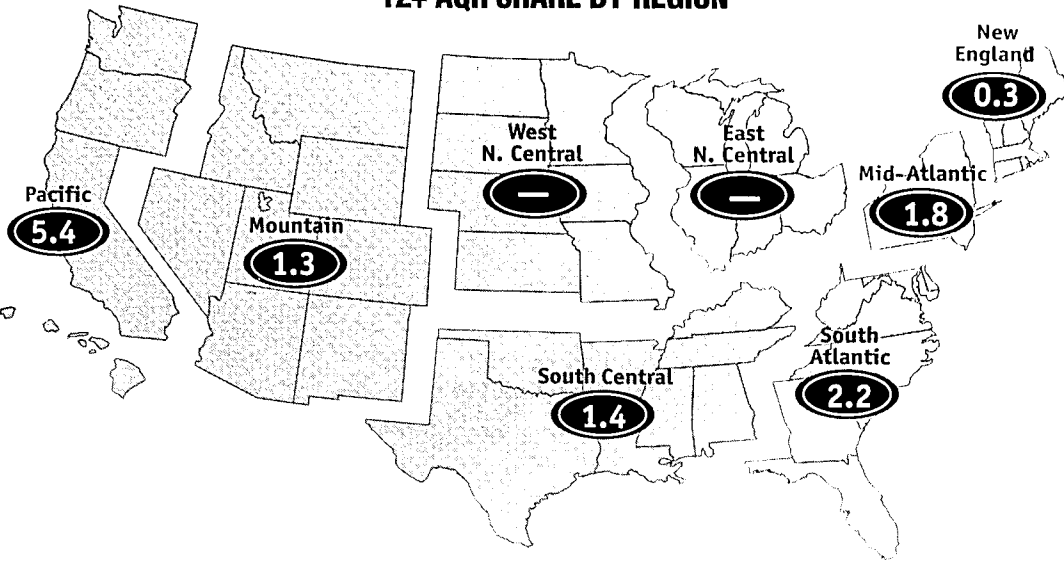 12+ AQH SHARE BY REGION
New
England
0.3
West
N. Central
—
East
N. Central
—
Mid-Atlantic
1.8
Pacific
5.4
Mountain
1.3
South
Atlantic
2.2
South Central
1.4